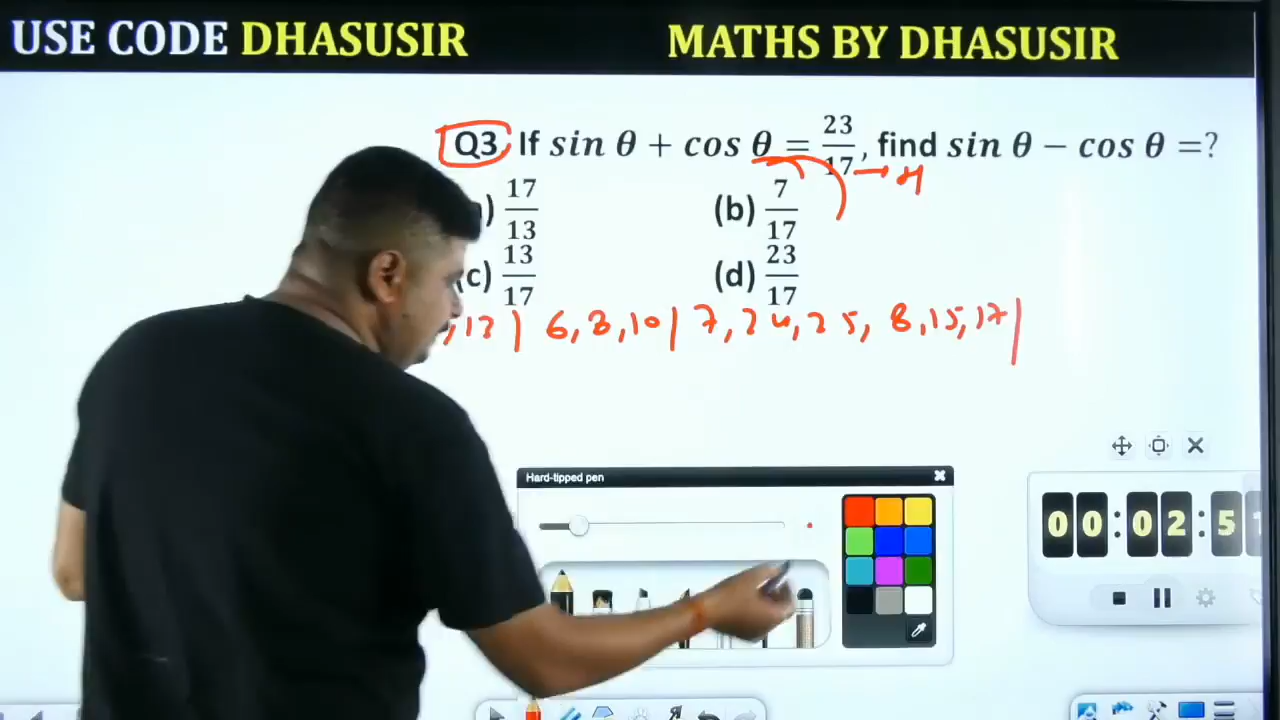 USE CODE DHASUSIR
MATHS BY DHASUSIR
Q3. If sin θ + cos θ = 23/17, find sin θ − cos θ =?
) 17/13
(b) 7/17
(c) 13/17
(d) 23/17
→ H
, 13 | 6, 8, 10 | 7, 24, 25, 8, 15, 17 |
Hard-tipped pen
00:02:5